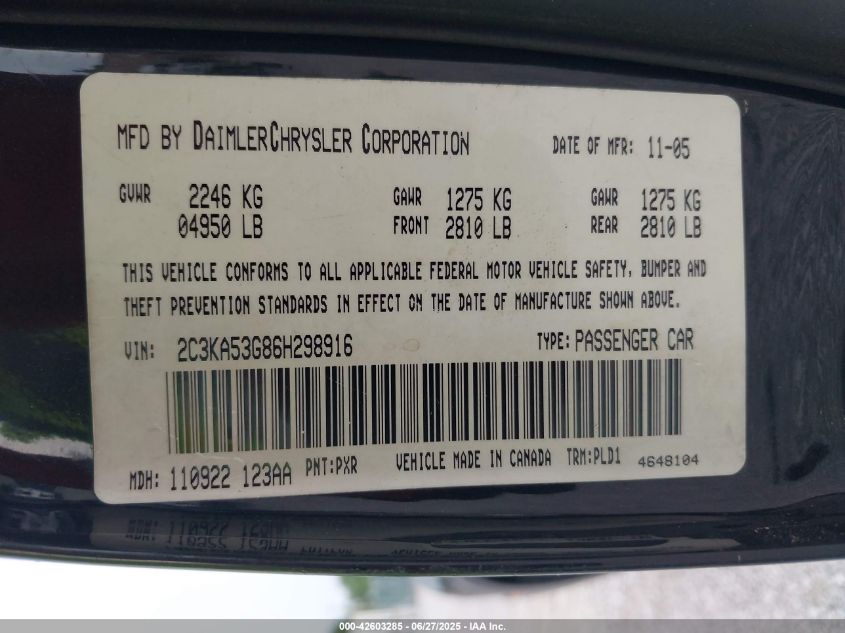 MFD BY DAIMLERCHRYSLER CORPORATION DATE OF MFR: 11-05
GVWR 2246 KG GAWR 1275 KG GAWR 1275 KG
04950 LB FRONT 2810 LB REAR 2810 LB
THIS VEHICLE CONFORMS TO ALL APPLICABLE FEDERAL MOTOR VEHICLE SAFETY, BUMPER AND
THEFT PREVENTION STANDARDS IN EFFECT ON THE DATE OF MANUFACTURE SHOWN ABOVE.
VIN: 2C3KA53G86H298916 TYPE: PASSENGER CAR
MDH: 110922 123AA PNT:PXR VEHICLE MADE IN CANADA TRM:PLD1 4648104
000-42603285 - 06/27/2025 - IAA Inc.